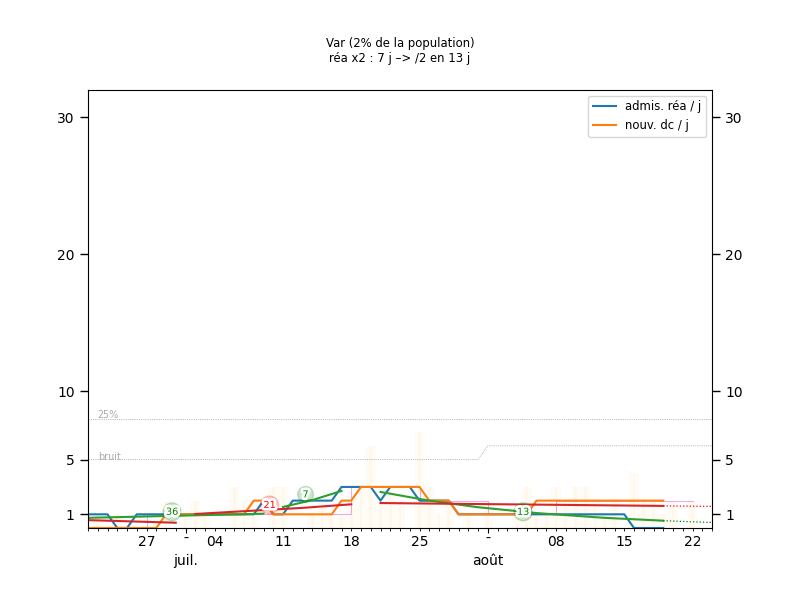 Var (2% de la population)
réa x2 : 7 j –> /2 en 13 j
admis. réa / j
nouv. dc / j
30 30
20 20
10 10
25%
5 5
bruit
1 1
36 21 7 13
27 - 04 11 18 25 - 08 15 22
juil. août